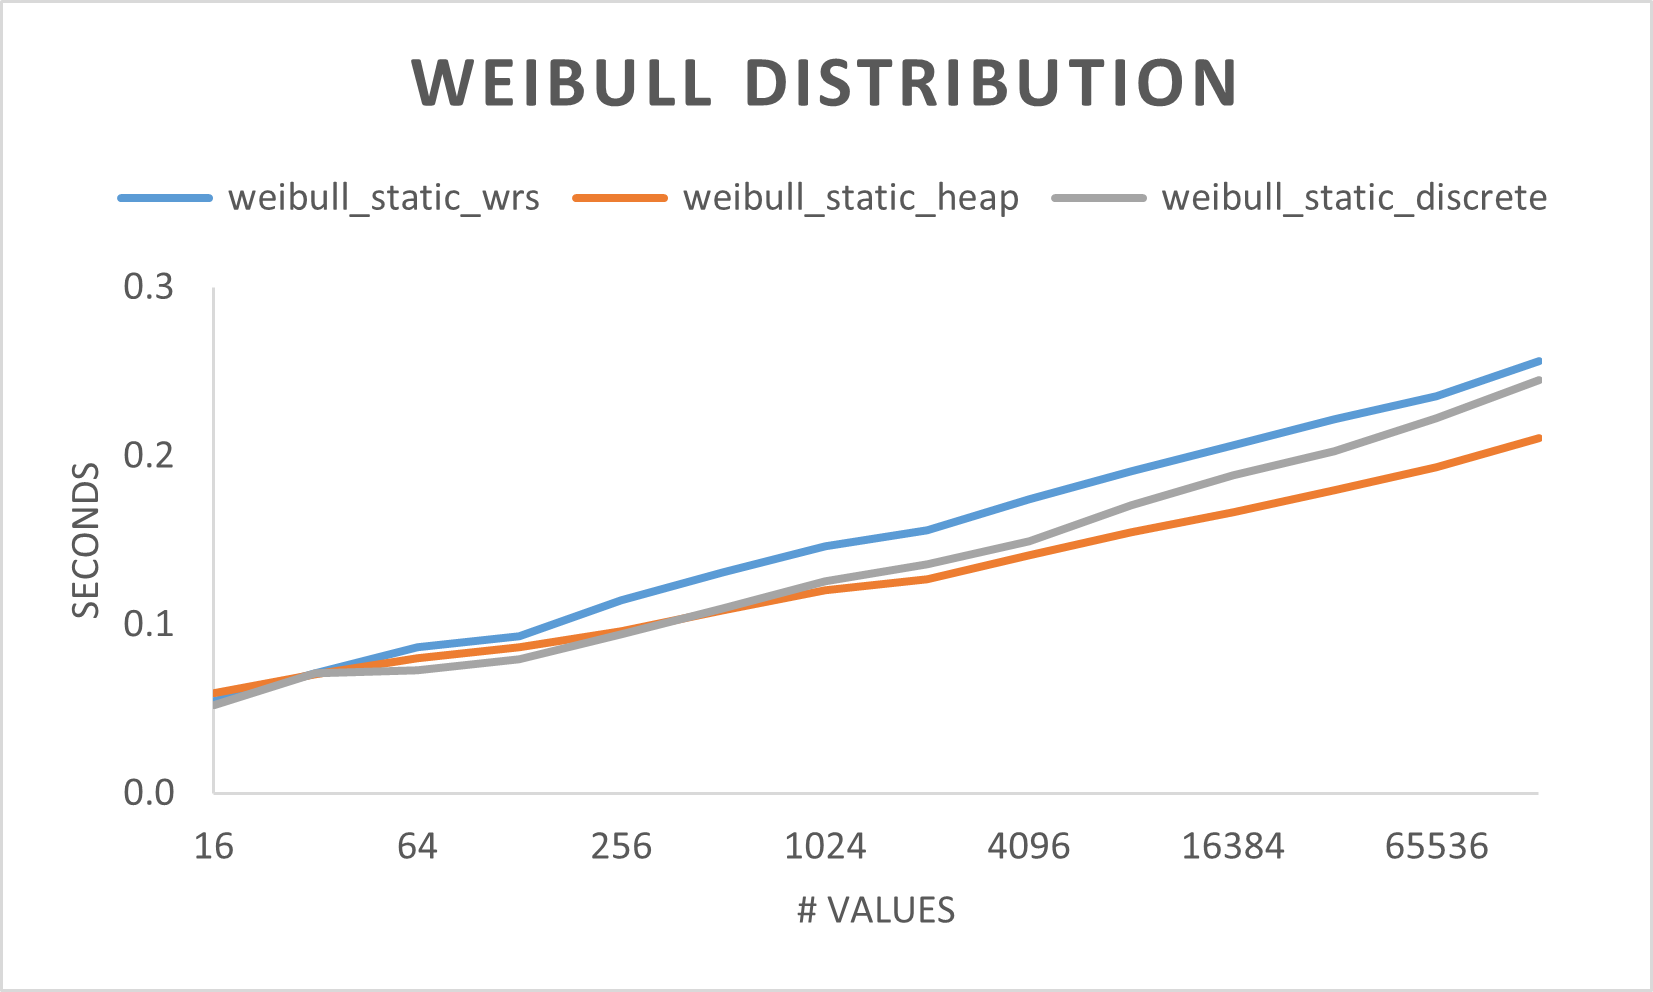 WEIBULL DISTRIBUTION
weibull_static_wrs weibull_static_heap weibull_static_discrete
0.3
0.2
0.1
0.0
SECONDS
16 64 256 1024 4096 16384 65536
# VALUES